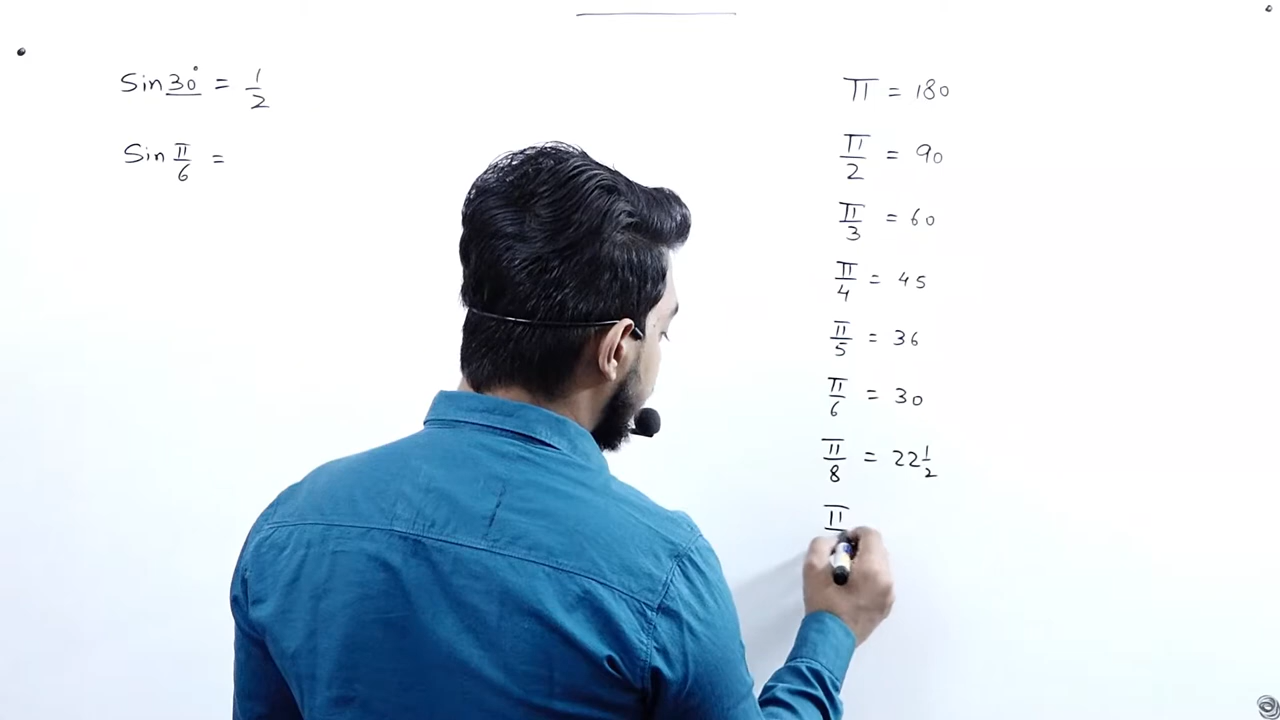 Sin 30° = 1/2
Sin π/6 =
π = 180
π/2 = 90
π/3 = 60
π/4 = 45
π/5 = 36
π/6 = 30
π/8 = 22 1/2
π